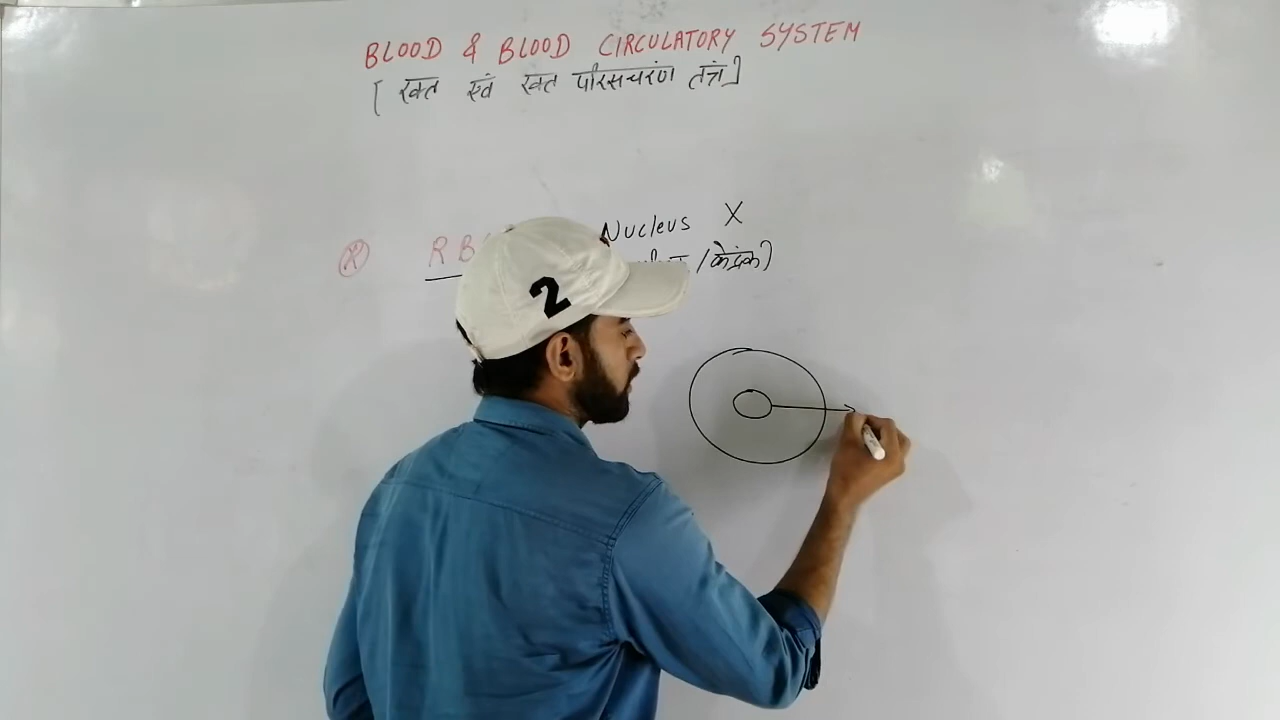 BLOOD & BLOOD CIRCULATORY SYSTEM
[ रक्त एवं रक्त परिसंचरण तंत्र ]
R B Nucleus X
/केंद्रक)
2